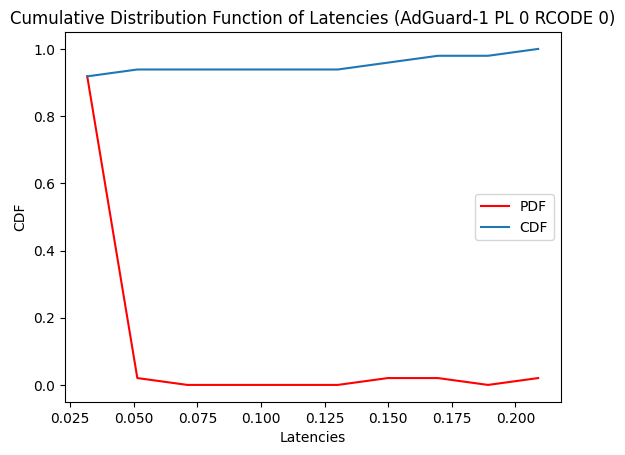 Cumulative Distribution Function of Latencies (AdGuard-1 PL 0 RCODE 0)
1.0
0.8
0.6
0.4
0.2
0.0
CDF
PDF
CDF
0.025 0.050 0.075 0.100 0.125 0.150 0.175 0.200
Latencies